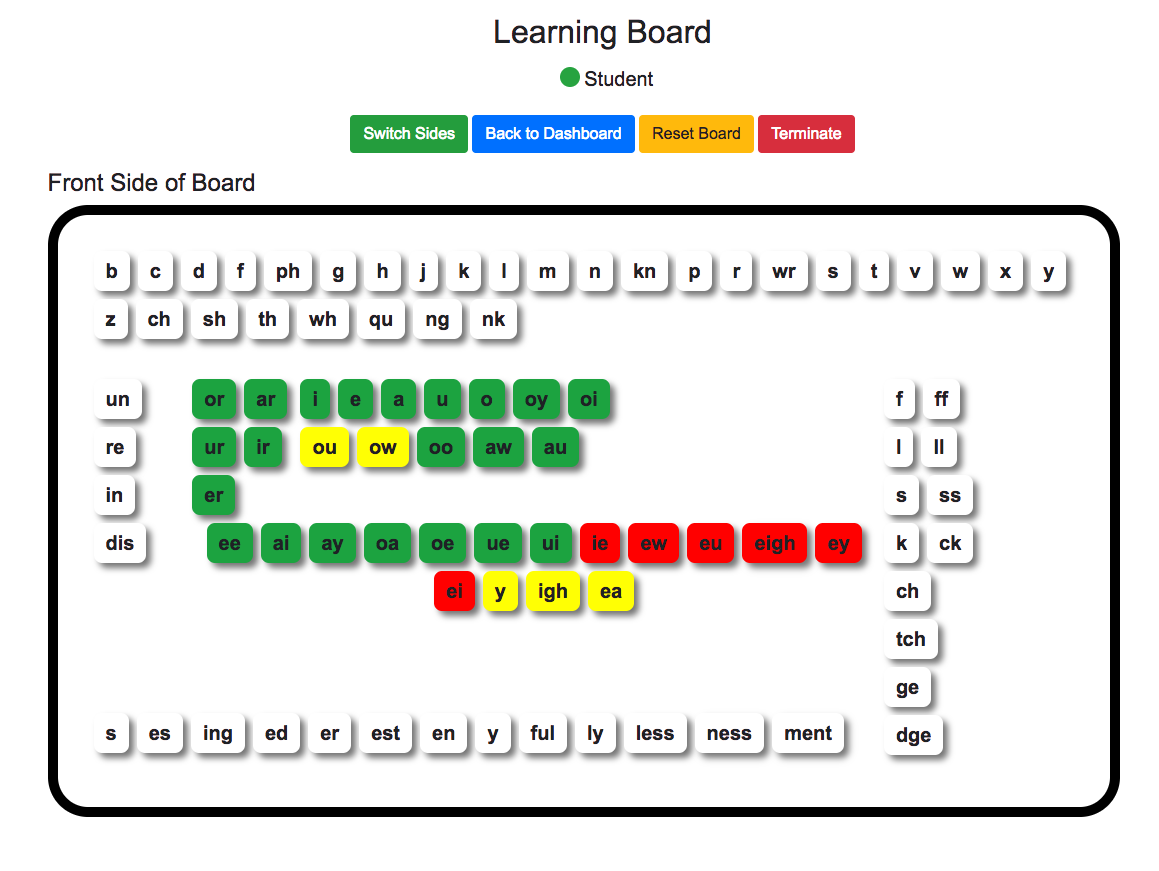 Learning Board
Student
Switch Sides Back to Dashboard Reset Board Terminate
Front Side of Board
b c d f ph g h j k l m n kn p r wr s t v w x y
z ch sh th wh qu ng nk
un or ar i e a u o oy oi f ff
re ur ir ou ow oo aw au l ll
in er s ss
dis ee ai ay oa oe ue ui ie ew eu eigh ey k ck
ei y igh ea ch
tch
ge
s es ing ed er est en y ful ly less ness ment dge